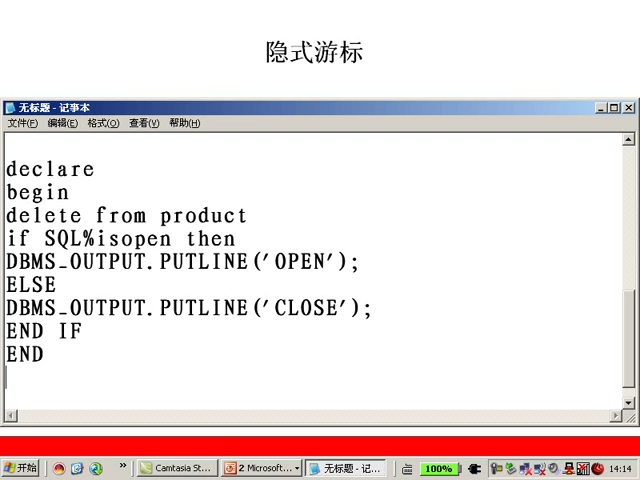 隐式游标
无标题 - 记事本
文件(F) 编辑(E) 格式(O) 查看(V) 帮助(H)
declare
begin
delete from product
if SQL%isopen then
DBMS_OUTPUT.PUTLINE('OPEN');
ELSE
DBMS_OUTPUT.PUTLINE('CLOSE');
END IF
END
开始 » Camtasia St... 2 Microsoft... 无标题 - 记... 100% 14:14